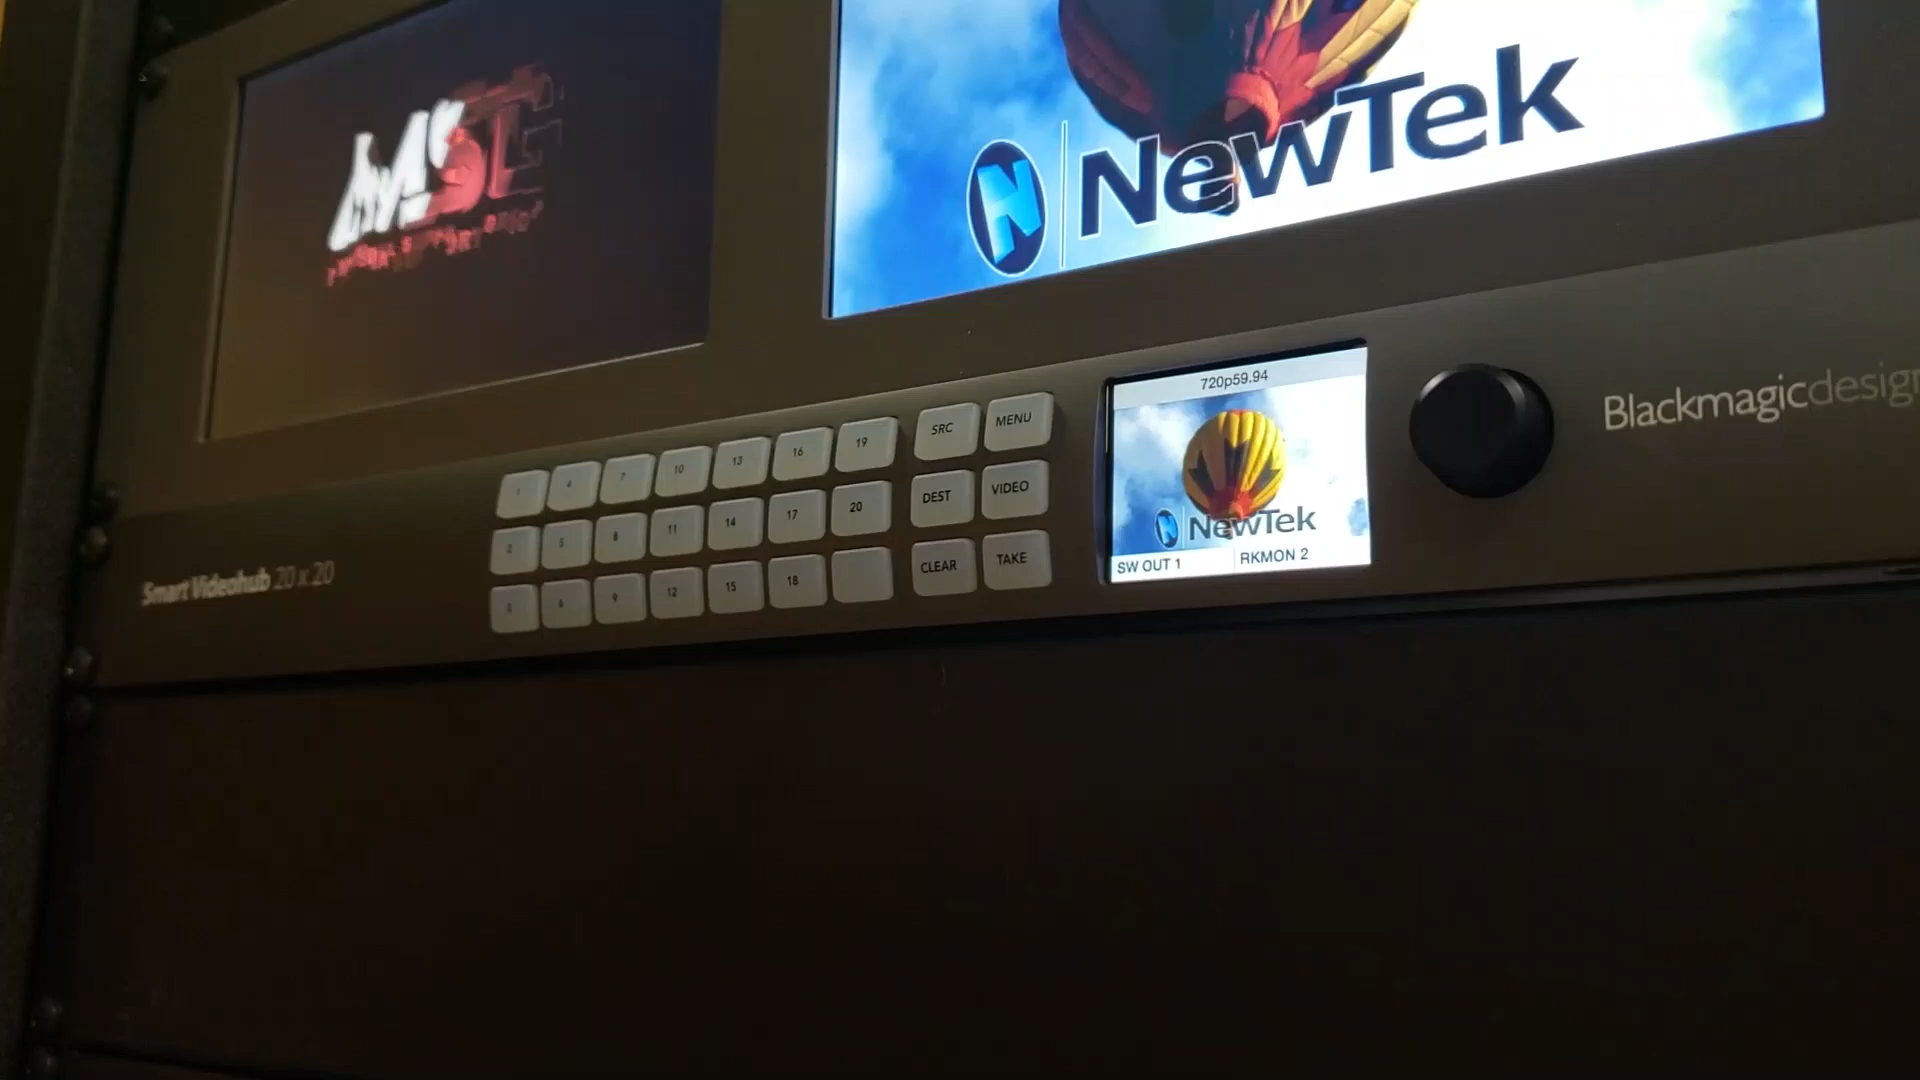 NewTek
720p59.94
NewTek
SW OUT 1
RKMON 2
Blackmagicdesign
Smart Videohub 20 x 20
1 4 7 10 13 16 19 SRC MENU
2 5 8 11 14 17 20 DEST VIDEO
3 6 9 12 15 18 CLEAR TAKE